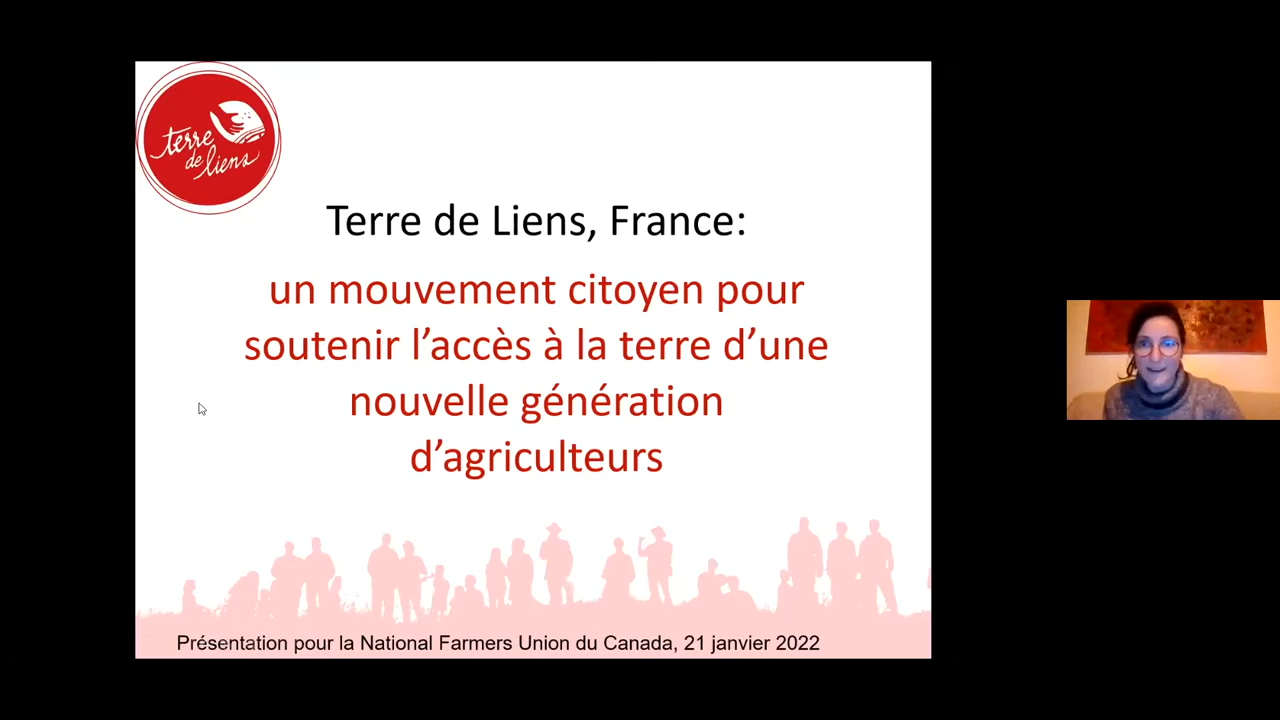 terre
de liens
Terre de Liens, France:
un mouvement citoyen pour
soutenir l’accès à la terre d’une
nouvelle génération
d’agriculteurs
Présentation pour la National Farmers Union du Canada, 21 janvier 2022